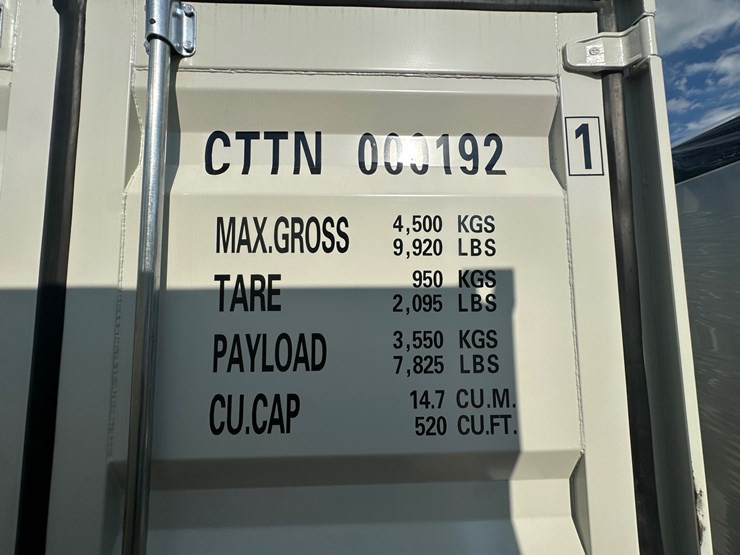 CTTN 000192 1
MAX.GROSS 4,500 KGS
9,920 LBS
TARE 950 KGS
2,095 LBS
PAYLOAD 3,550 KGS
7,825 LBS
CU.CAP 14.7 CU.M.
520 CU.FT.